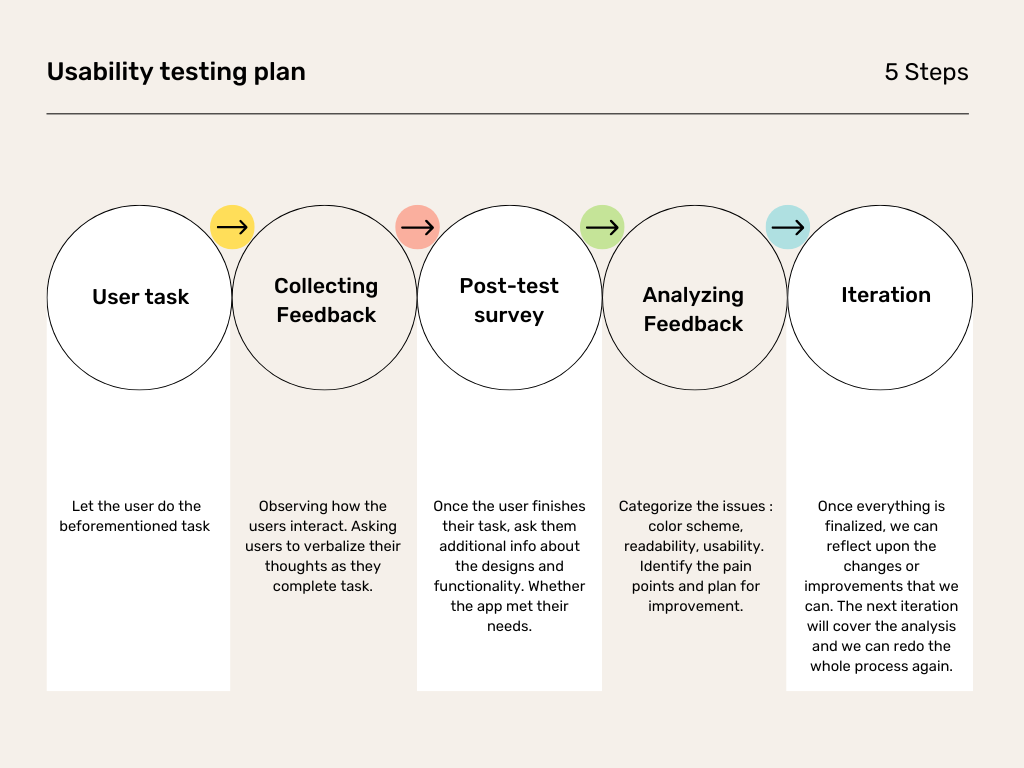 Usability testing plan
5 Steps
User task
Collecting
Feedback
Post-test
survey
Analyzing
Feedback
Iteration
Let the user do the
beforementioned task
Observing how the
users interact. Asking
users to verbalize their
thoughts as they
complete task.
Once the user finishes
their task, ask them
additional info about
the designs and
functionality. Whether
the app met their
needs.
Categorize the issues :
color scheme,
readability, usability.
Identify the pain
points and plan for
improvement.
Once everything is
finalized, we can
reflect upon the
changes or
improvements that we
can. The next iteration
will cover the analysis
and we can redo the
whole process again.